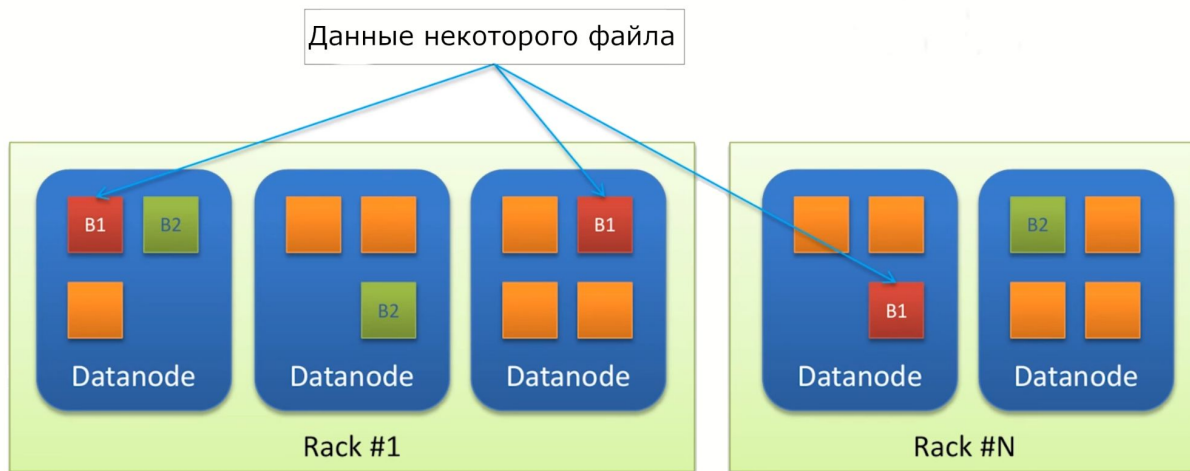 Данные некоторого файла
B1 B2 B1 B2
B2 B1
Datanode Datanode Datanode Datanode Datanode
Rack #1 Rack #N